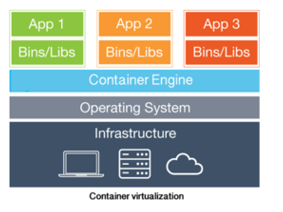 App 1
App 2
App 3
Bins/Libs
Bins/Libs
Bins/Libs
Container Engine
Operating System
Infrastructure
Container virtualization